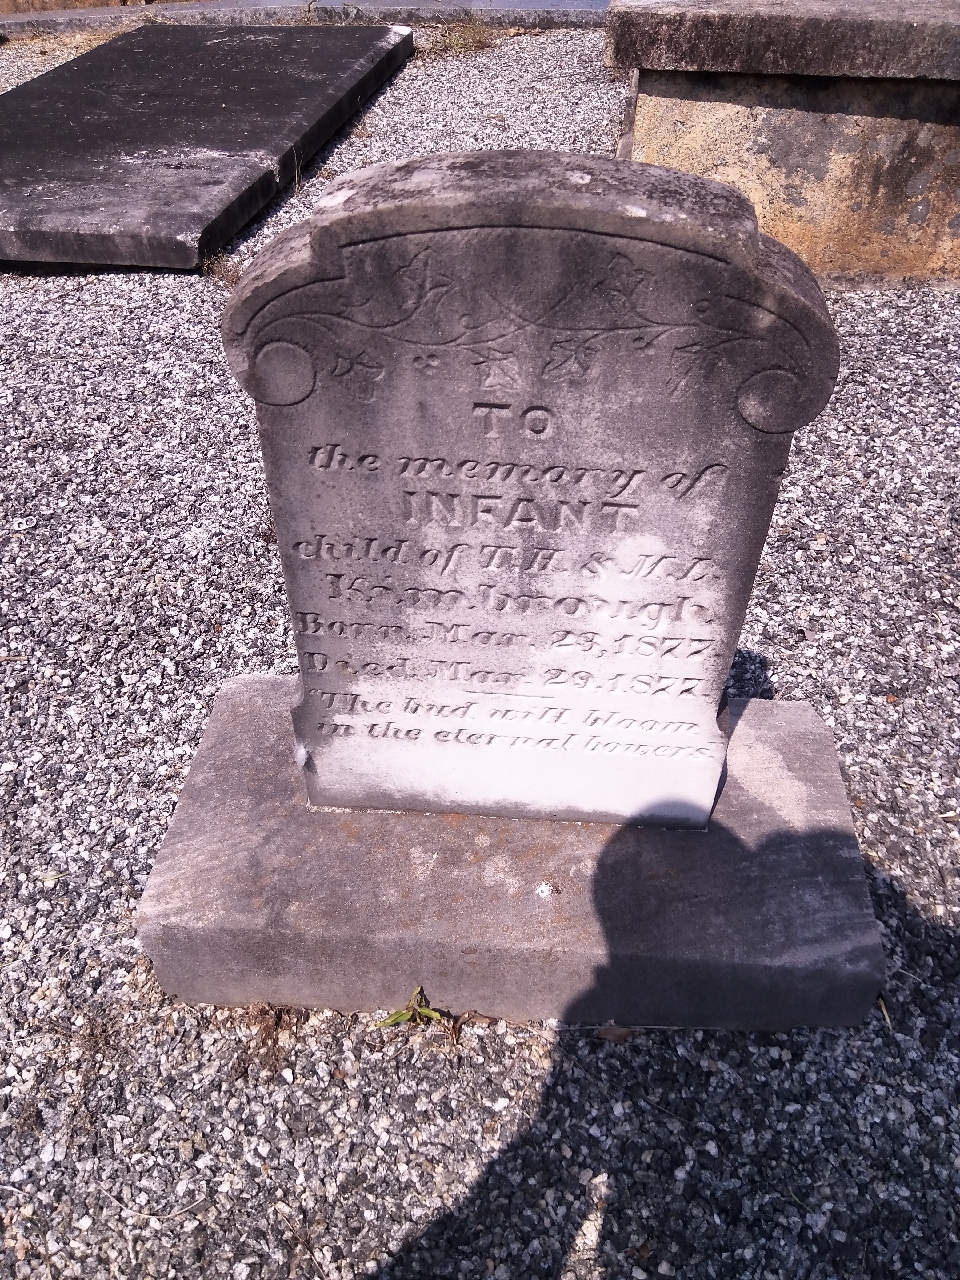 TO
the memory of
INFANT
child of T. H. & M. L.
Kimbrough.
Born Mar. 28, 1877
Died Mar. 29, 1877
The bud will bloom
in the eternal bowers.